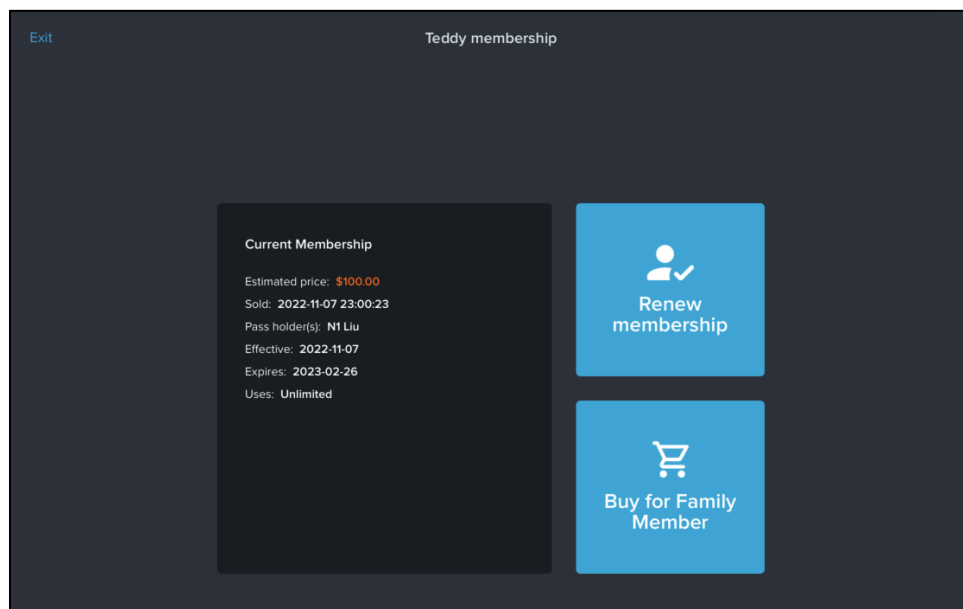 Exit
Teddy membership
Current Membership
Estimated price: $100.00
Sold: 2022-11-07 23:00:23
Pass holder(s): N1 Liu
Effective: 2022-11-07
Expires: 2023-02-26
Uses: Unlimited
Renew
membership
Buy for Family
Member